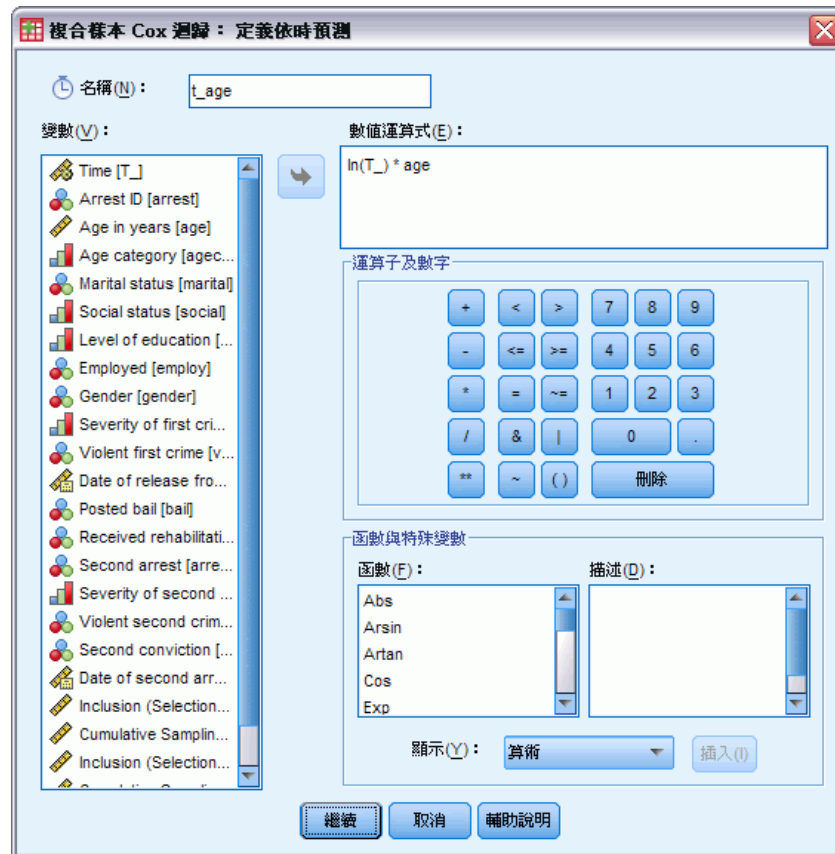 複合樣本 Cox 迴歸： 定義依時預測
名稱(N)：
t_age
變數(V)：
Time [T_]
Arrest ID [arrest]
Age in years [age]
Age category [agec...
Marital status [marital]
Social status [social]
Level of education [...
Employed [employ]
Gender [gender]
Severity of first cri...
Violent first crime [v...
Date of release fro...
Posted bail [bail]
Received rehabilitati...
Second arrest [arre...
Severity of second ...
Violent second crim...
Second conviction [...
Date of second arr...
Inclusion (Selection...
Cumulative Samplin...
Inclusion (Selection...
數值運算式(E)：
ln(T_) * age
運算子及數字
+ < > 7 8 9
- <= >= 4 5 6
* = ~= 1 2 3
/ & | 0 .
** ~ ( ) 刪除
函數與特殊變數
函數(F)：
Abs
Arsin
Artan
Cos
Exp
描述(D)：
顯示(Y)：
算術
插入(I)
繼續 取消 輔助說明